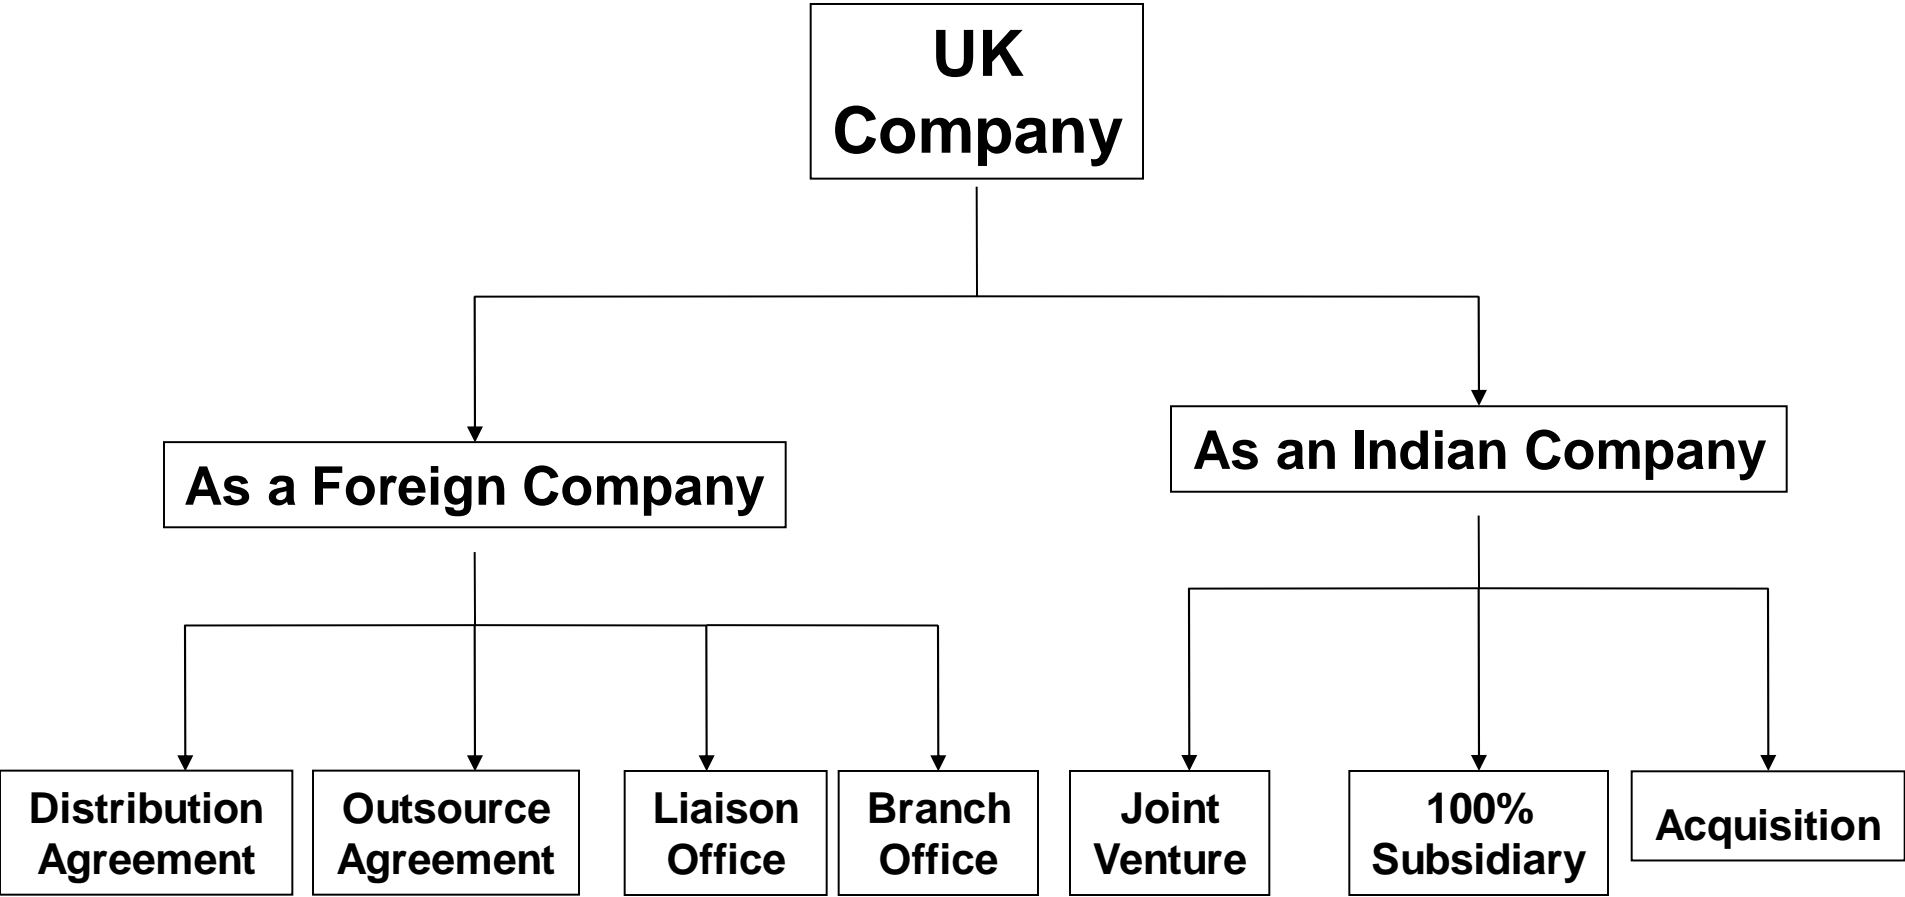 UK
Company
As a Foreign Company
As an Indian Company
Distribution
Agreement
Outsource
Agreement
Liaison
Office
Branch
Office
Joint
Venture
100%
Subsidiary
Acquisition